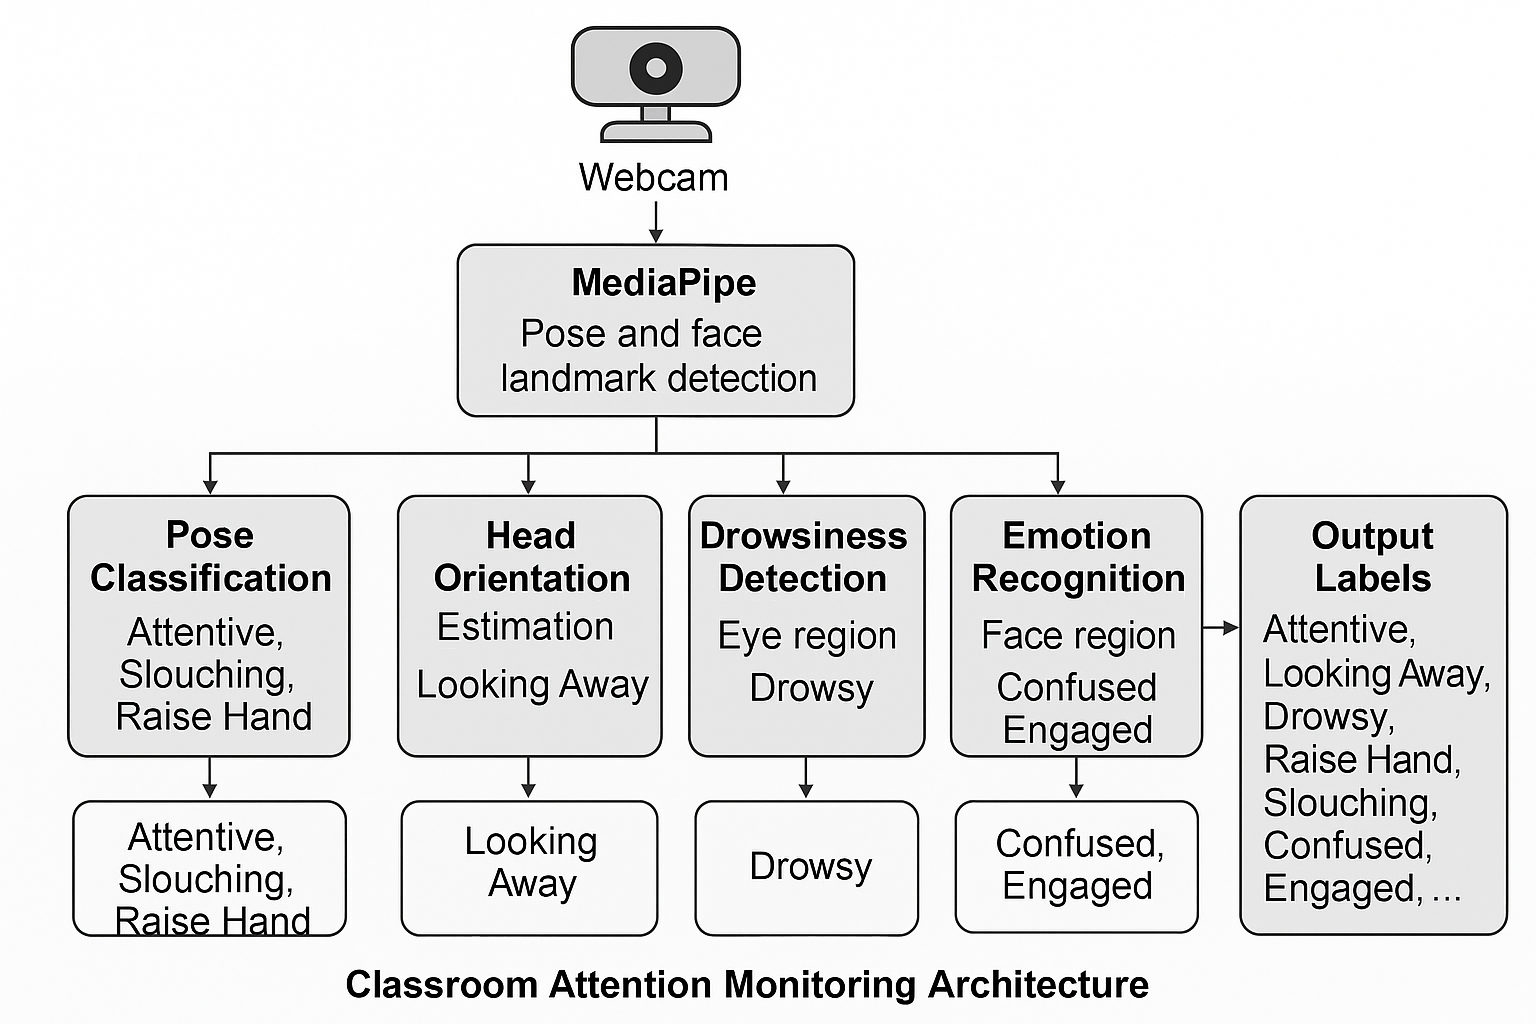 Webcam
MediaPipe
Pose and face
landmark detection
Pose
Classification
Attentive,
Slouching,
Raise Hand
Head
Orientation
Estimation
Looking Away
Drowsiness
Detection
Eye region
Drowsy
Emotion
Recognition
Face region
Confused
Engaged
Output
Labels
Attentive,
Looking Away,
Drowsy,
Raise Hand,
Slouching,
Confused,
Engaged, ...
Attentive,
Slouching,
Raise Hand
Looking
Away
Drowsy
Confused,
Engaged
Classroom Attention Monitoring Architecture